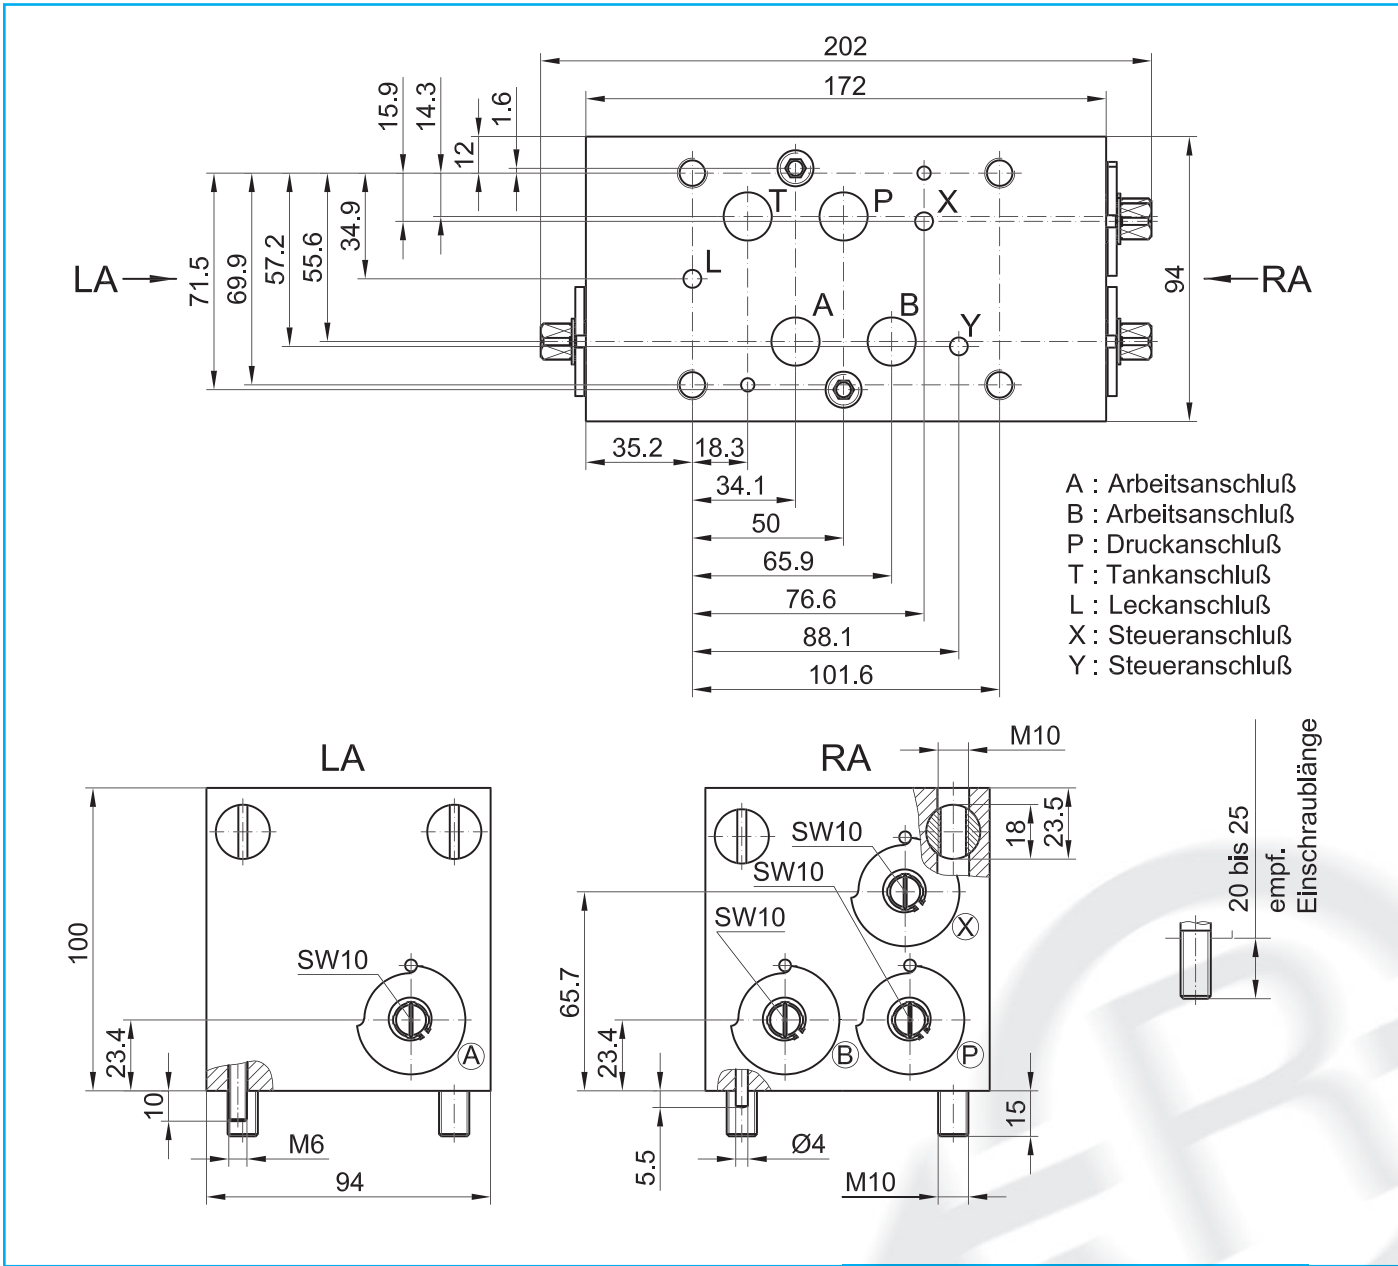 202
172
15.9
14.3
1.6
12
71.5
69.9
57.2
55.6
34.9
T
P
X
L
A
B
Y
94
LA
RA
35.2
18.3
34.1
50
65.9
76.6
88.1
101.6
A : Arbeitsanschluß
B : Arbeitsanschluß
P : Druckanschluß
T : Tankanschluß
L : Leckanschluß
X : Steueranschluß
Y : Steueranschluß
LA
100
23.4
10
SW10
A
M6
94
RA
M10
SW10
SW10
SW10
18
23.5
X
B
P
65.7
23.4
5.5
Ø4
15
M10
20 bis 25
empf.
Einschraublänge